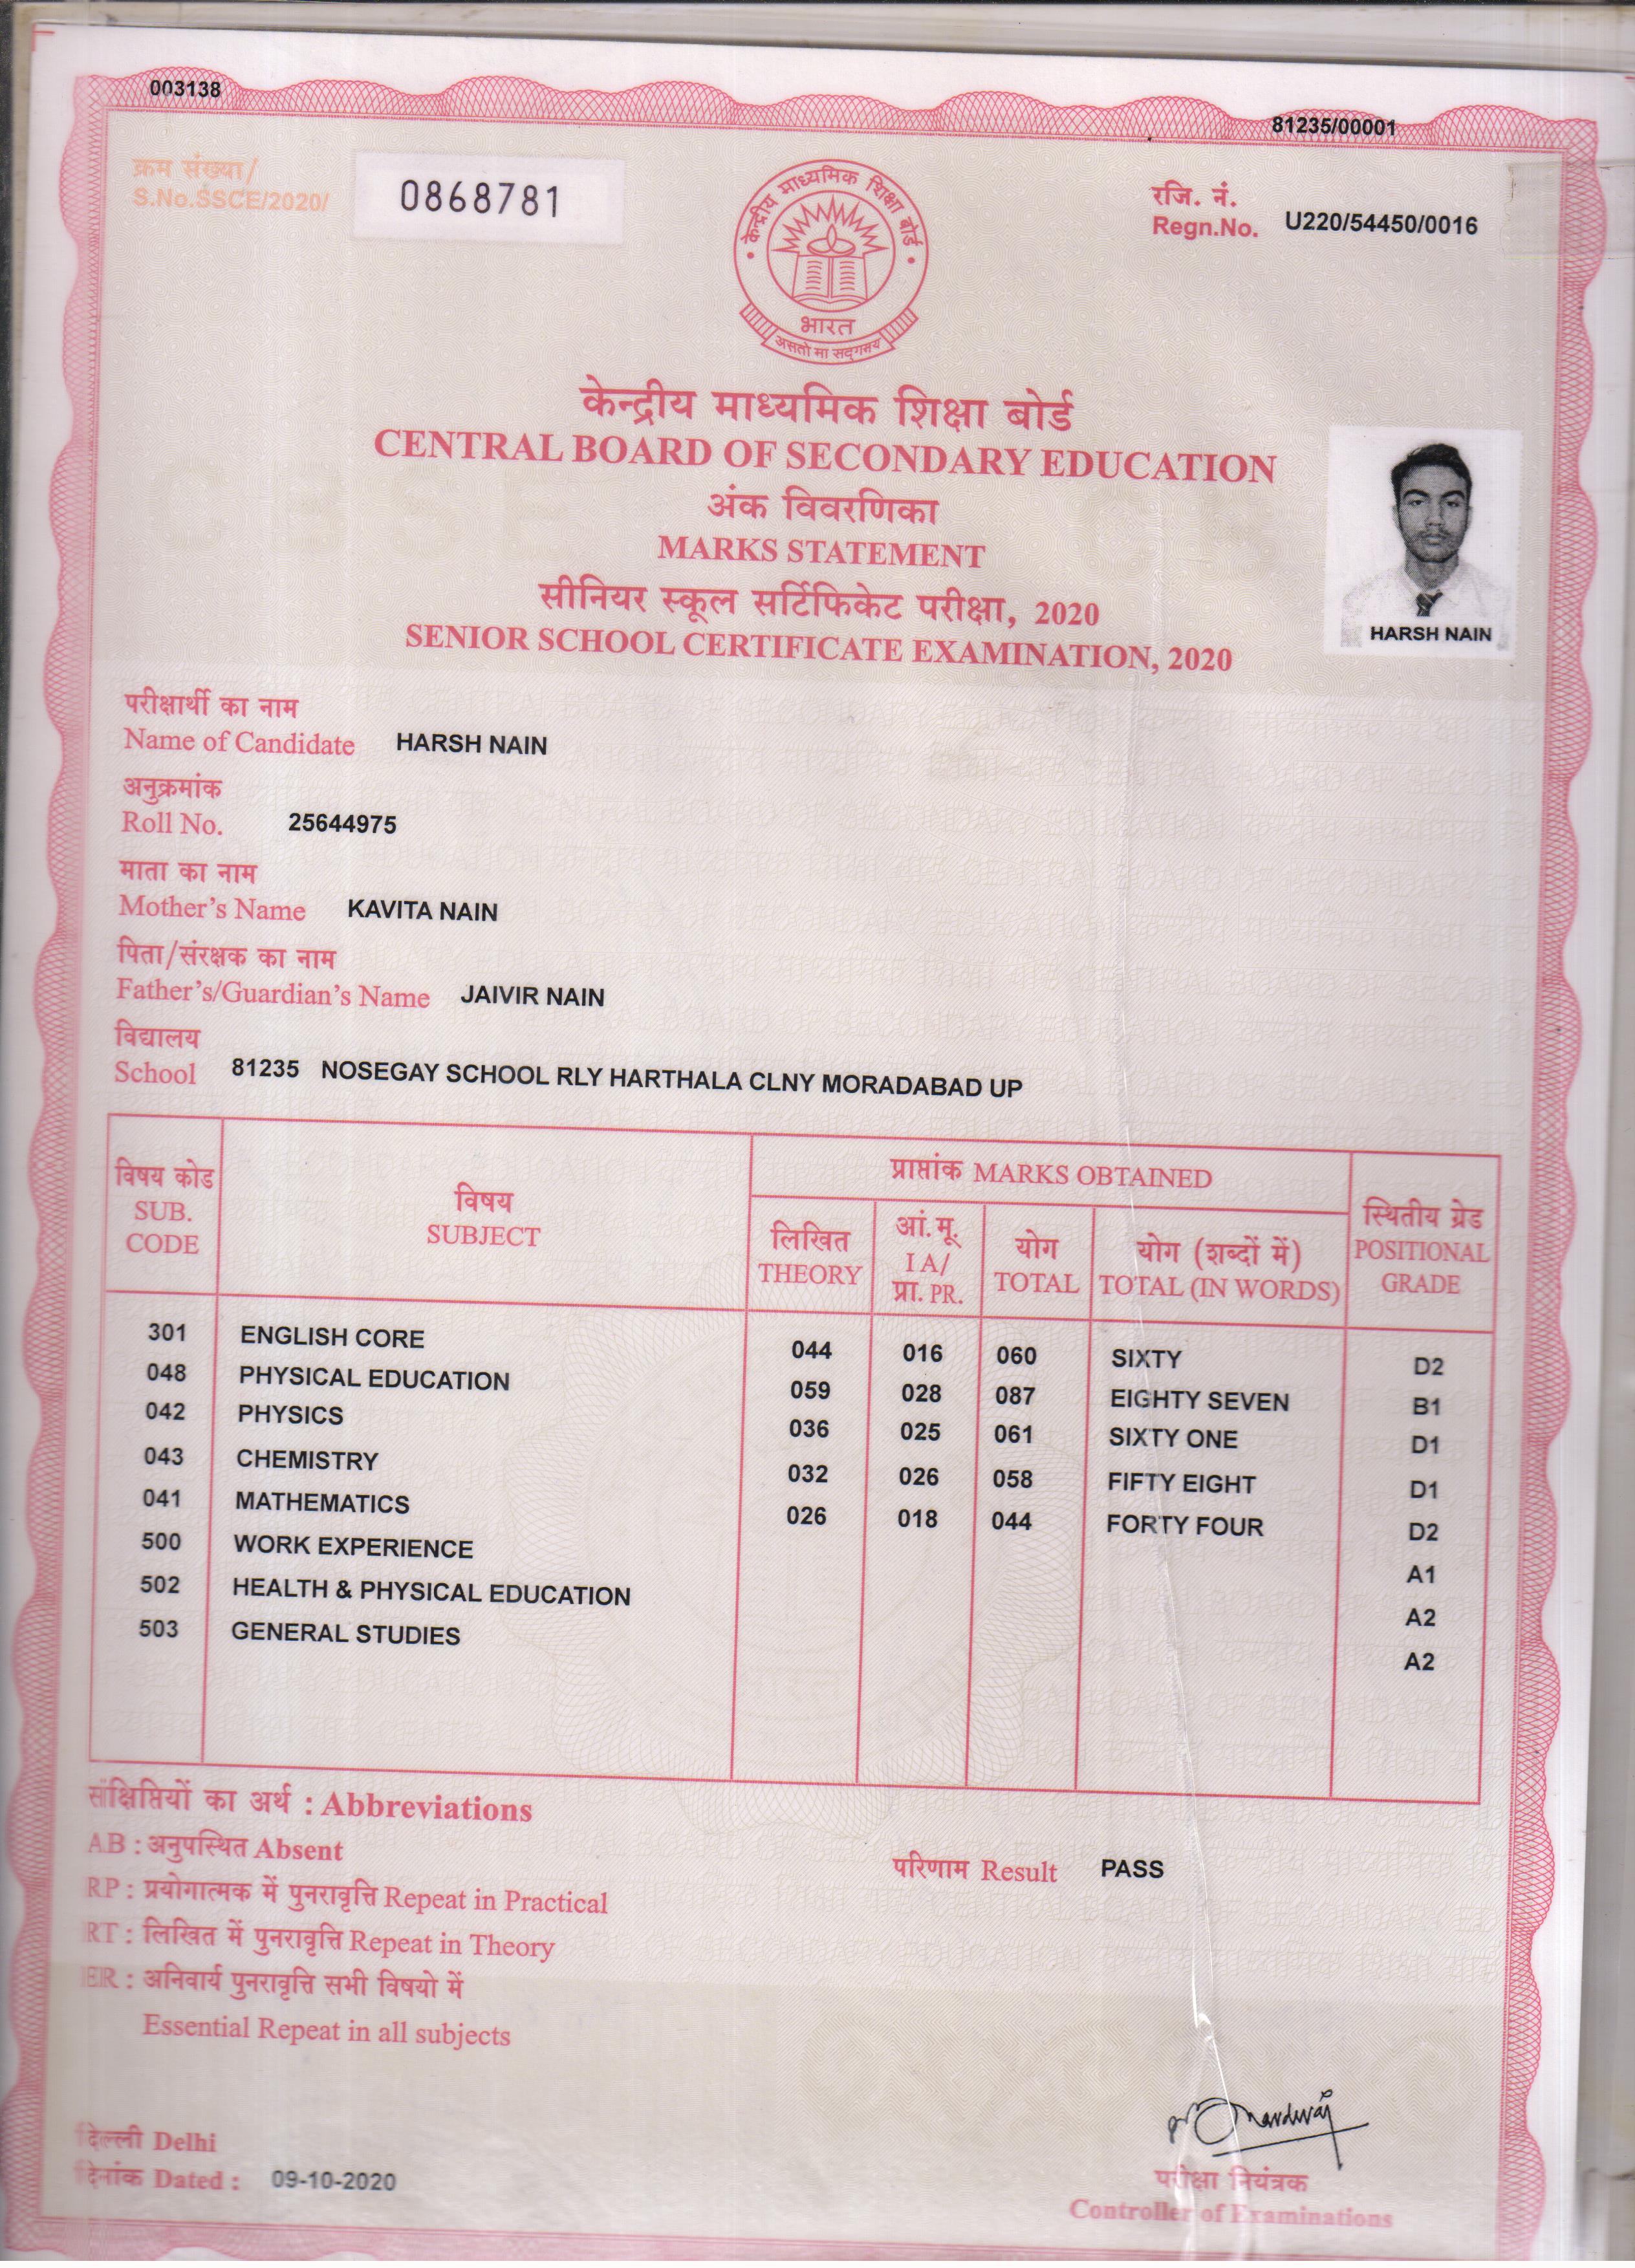 003138
81235/00001
क्रम संख्या/
S.No.SSCE/2020/ 0868781
रजि. नं.
Regn.No. U220/54450/0016
केन्द्रीय माध्यमिक शिक्षा बोर्ड
भारत
असतो मा सद्गमय
केन्द्रीय माध्यमिक शिक्षा बोर्ड
CENTRAL BOARD OF SECONDARY EDUCATION
अंक विवरणिका
MARKS STATEMENT
सीनियर स्कूल सर्टिफिकेट परीक्षा, 2020
SENIOR SCHOOL CERTIFICATE EXAMINATION, 2020
HARSH NAIN
परीक्षार्थी का नाम
Name of Candidate HARSH NAIN
अनुक्रमांक
Roll No. 25644975
माता का नाम
Mother's Name KAVITA NAIN
पिता/संरक्षक का नाम
Father's/Guardian's Name JAIVIR NAIN
विद्यालय
School 81235 NOSEGAY SCHOOL RLY HARTHALA CLNY MORADABAD UP
विषय कोड
SUB.
CODE
विषय
SUBJECT
प्राप्तांक MARKS OBTAINED
लिखित
THEORY
आं.मू.
I A/
प्रा. PR.
योग
TOTAL
योग (शब्दों में)
TOTAL (IN WORDS)
स्थितीय ग्रेड
POSITIONAL
GRADE
301 ENGLISH CORE 044 016 060 SIXTY D2
048 PHYSICAL EDUCATION 059 028 087 EIGHTY SEVEN B1
042 PHYSICS 036 025 061 SIXTY ONE D1
043 CHEMISTRY 032 026 058 FIFTY EIGHT D1
041 MATHEMATICS 026 018 044 FORTY FOUR D2
500 WORK EXPERIENCE A1
502 HEALTH & PHYSICAL EDUCATION A2
503 GENERAL STUDIES A2
संक्षिप्तियों का अर्थ : Abbreviations
AB : अनुपस्थित Absent
RP : प्रयोगात्मक में पुनरावृत्ति Repeat in Practical
RT : लिखित में पुनरावृत्ति Repeat in Theory
ER : अनिवार्य पुनरावृत्ति सभी विषयो में
Essential Repeat in all subjects
परिणाम Result PASS
दिल्ली Delhi
दिनांक Dated : 09-10-2020
परीक्षा नियंत्रक
Controller of Examinations